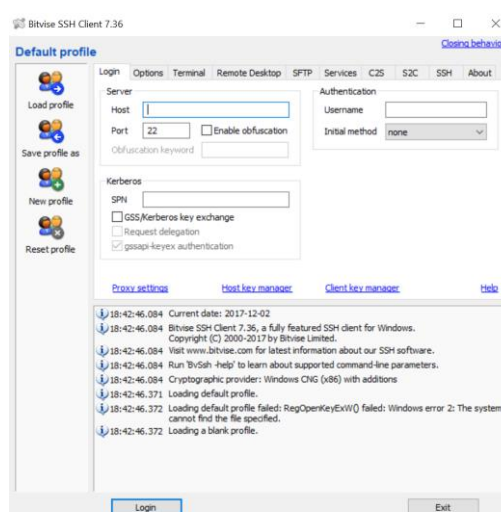 Bitvise SSH Client 7.36
Default profile
Closing behavio
Load profile
Save profile as
New profile
Reset profile
Login Options Terminal Remote Desktop SFTP Services C2S S2C SSH About
Server
Host
Port 22 Enable obfuscation
Obfuscation keyword
Authentication
Username
Initial method none
Kerberos
SPN
GSS/Kerberos key exchange
Request delegation
gssapi-keyex authentication
Proxy settings Host key manager Client key manager Help
18:42:46.084 Current date: 2017-12-02
18:42:46.084 Bitvise SSH Client 7.36, a fully featured SSH client for Windows.
Copyright (C) 2000-2017 by Bitvise Limited.
18:42:46.084 Visit www.bitvise.com for latest information about our SSH software.
18:42:46.084 Run 'BvSsh -help' to learn about supported command-line parameters.
18:42:46.084 Cryptographic provider: Windows CNG (x86) with additions
18:42:46.371 Loading default profile.
18:42:46.372 Loading default profile failed: RegOpenKeyExW() failed: Windows error 2: The system
cannot find the file specified.
18:42:46.372 Loading a blank profile.
Login Exit